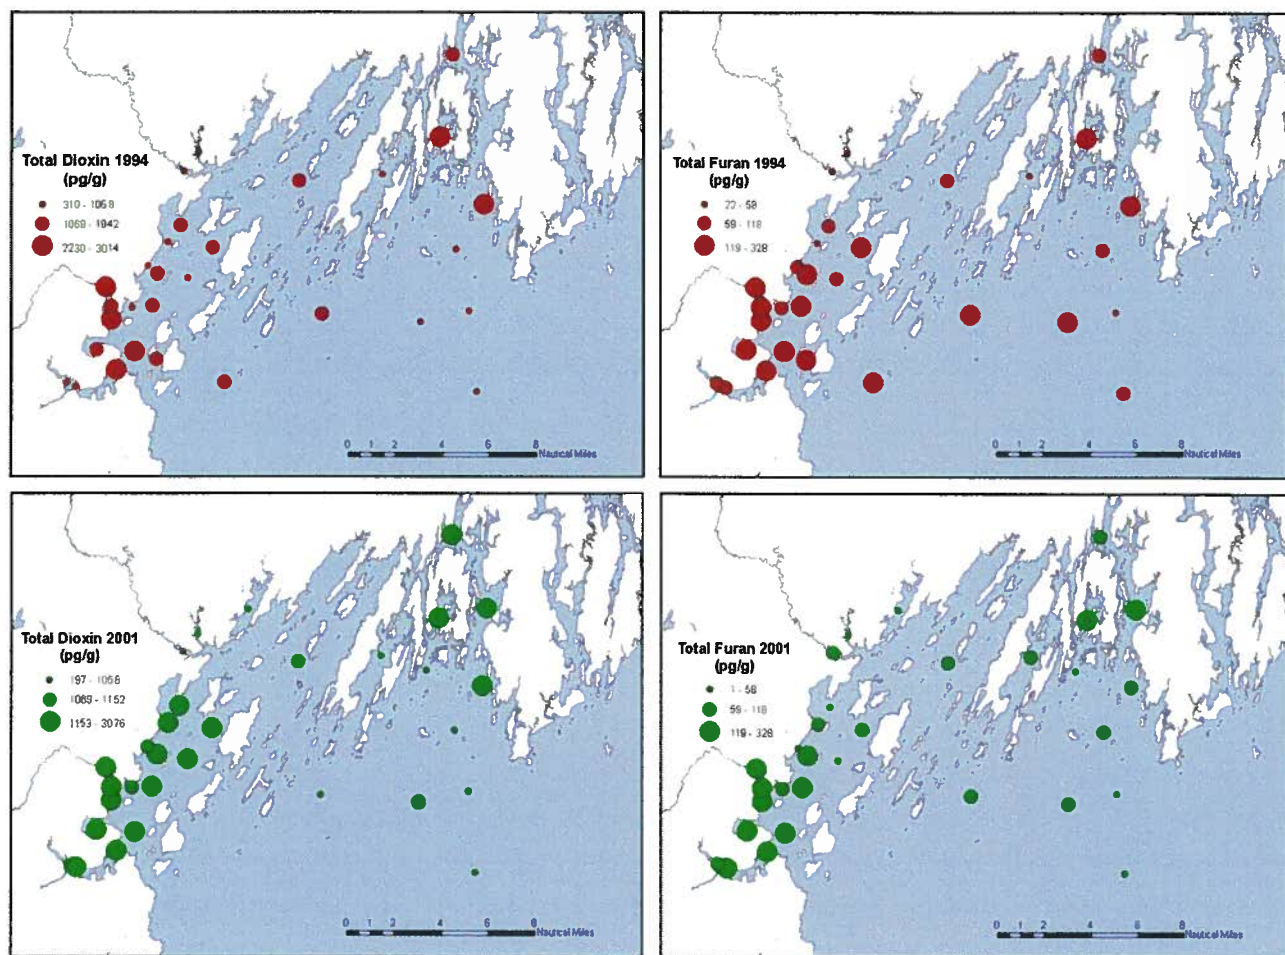 Total Dioxin 1994
(pg/g)
310 - 1068
1069 - 1942
2230 - 3014
0 1 2 4 6 8
Nautical Miles
Total Furan 1994
(pg/g)
22 - 58
59 - 118
119 - 328
0 1 2 4 6 8
Nautical Miles
Total Dioxin 2001
(pg/g)
197 - 1068
1069 - 1152
1153 - 3076
0 1 2 4 6 8
Nautical Miles
Total Furan 2001
(pg/g)
1 - 58
59 - 118
119 - 328
0 1 2 4 6 8
Nautical Miles